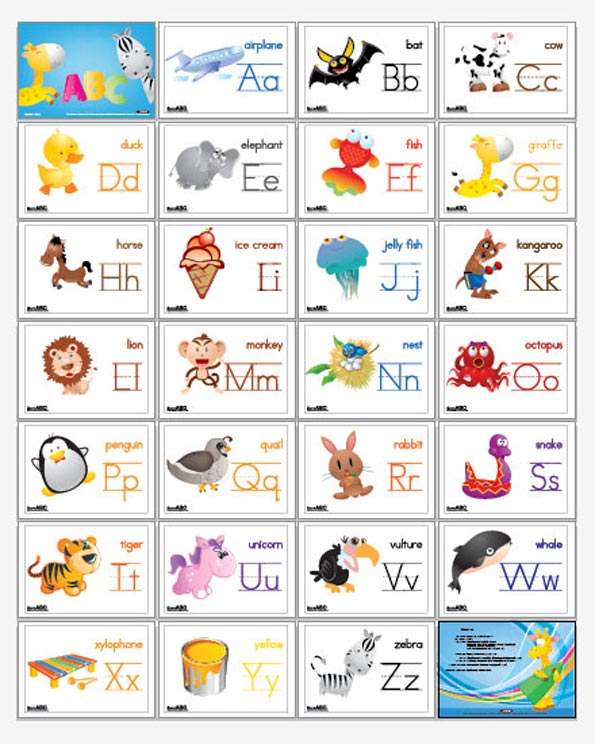 ABC
airplane
Aa
bat
Bb
cow
Cc
duck
Dd
elephant
Ee
fish
Ff
giraffe
Gg
horse
Hh
ice cream
Ii
jelly fish
Jj
kangaroo
Kk
lion
Ll
monkey
Mm
nest
Nn
octopus
Oo
penguin
Pp
quail
Qq
rabbit
Rr
snake
Ss
tiger
Tt
unicorn
Uu
vulture
Vv
whale
Ww
xylophone
Xx
yellow
Yy
zebra
Zz